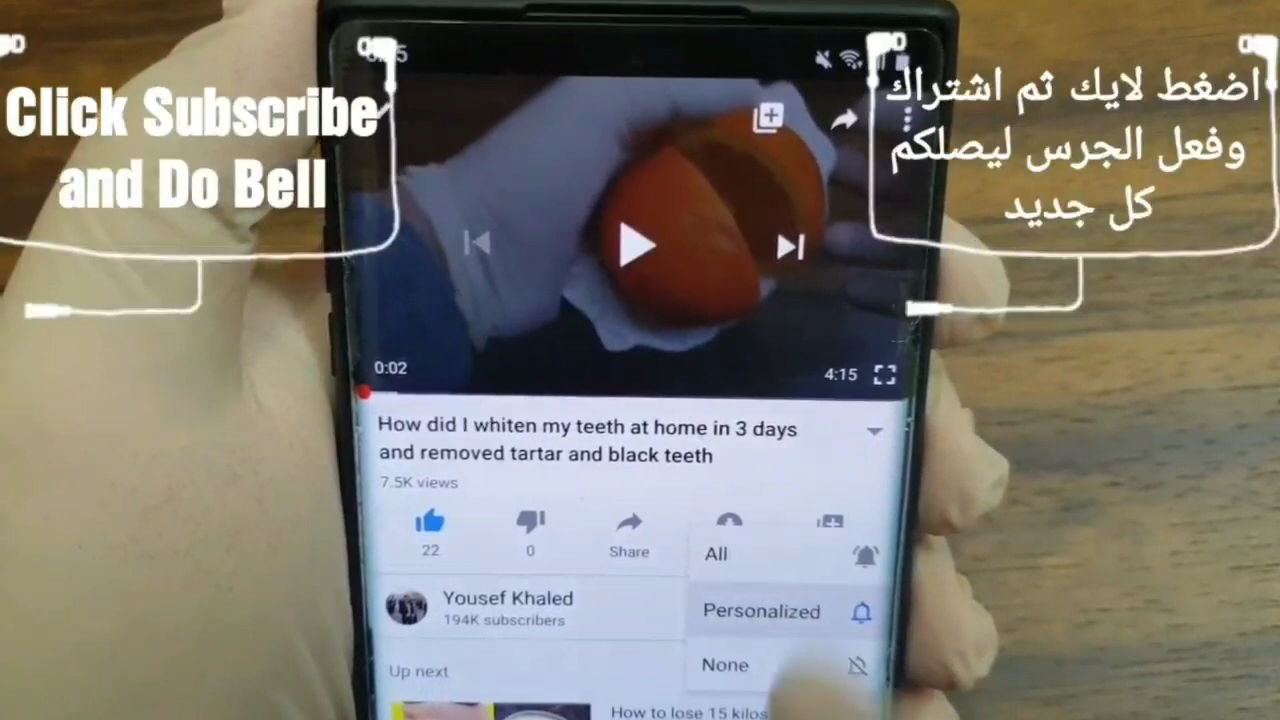 Click Subscribe
and Do Bell
اضغط لايك ثم اشتراك
وفعل الجرس ليصلكم
كل جديد
0:02
4:15
How did I whiten my teeth at home in 3 days
and removed tartar and black teeth
7.5K views
22
0
Share
All
Yousef Khaled
194K subscribers
Personalized
None
Up next
How to lose 15 kilos